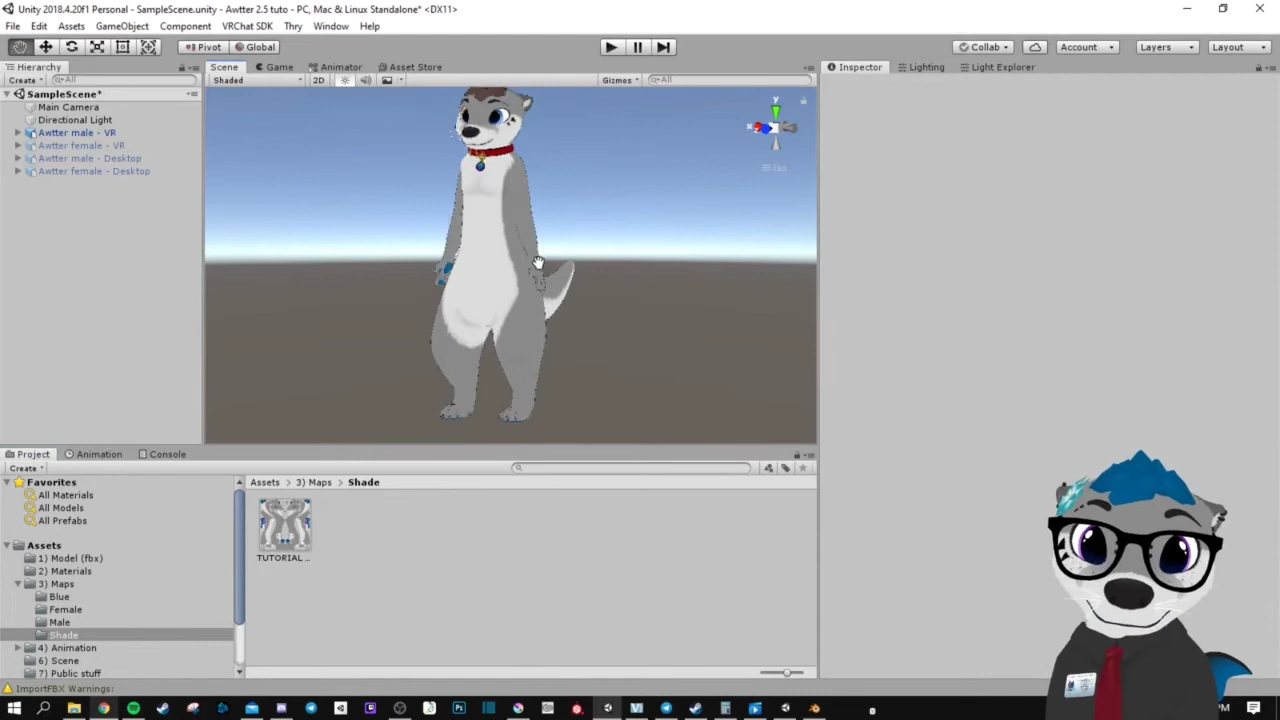 Unity 2018.4.20f1 Personal - SampleScene.unity - Awtter 2.5 tuto - PC, Mac & Linux Standalone* <DX11>
File Edit Assets GameObject Component VRChat SDK Thry Window Help
Pivot Global Collab Account Layers Layout
Hierarchy Scene Game Animator Asset Store Inspector Lighting Light Explorer
Create All Shaded 2D Gizmos All
SampleScene*
Main Camera
Directional Light
Awtter male - VR
Awtter female - VR
Awtter male - Desktop
Awtter female - Desktop
y
x z
Iso
Project Animation Console
Create
Favorites
All Materials
All Models
All Prefabs
Assets
1) Model (fbx)
2) Materials
3) Maps
Blue
Female
Male
Shade
4) Animation
6) Scene
7) Public stuff
Assets 3) Maps Shade
TUTORIAL ...
ImportFBX Warnings:
PM